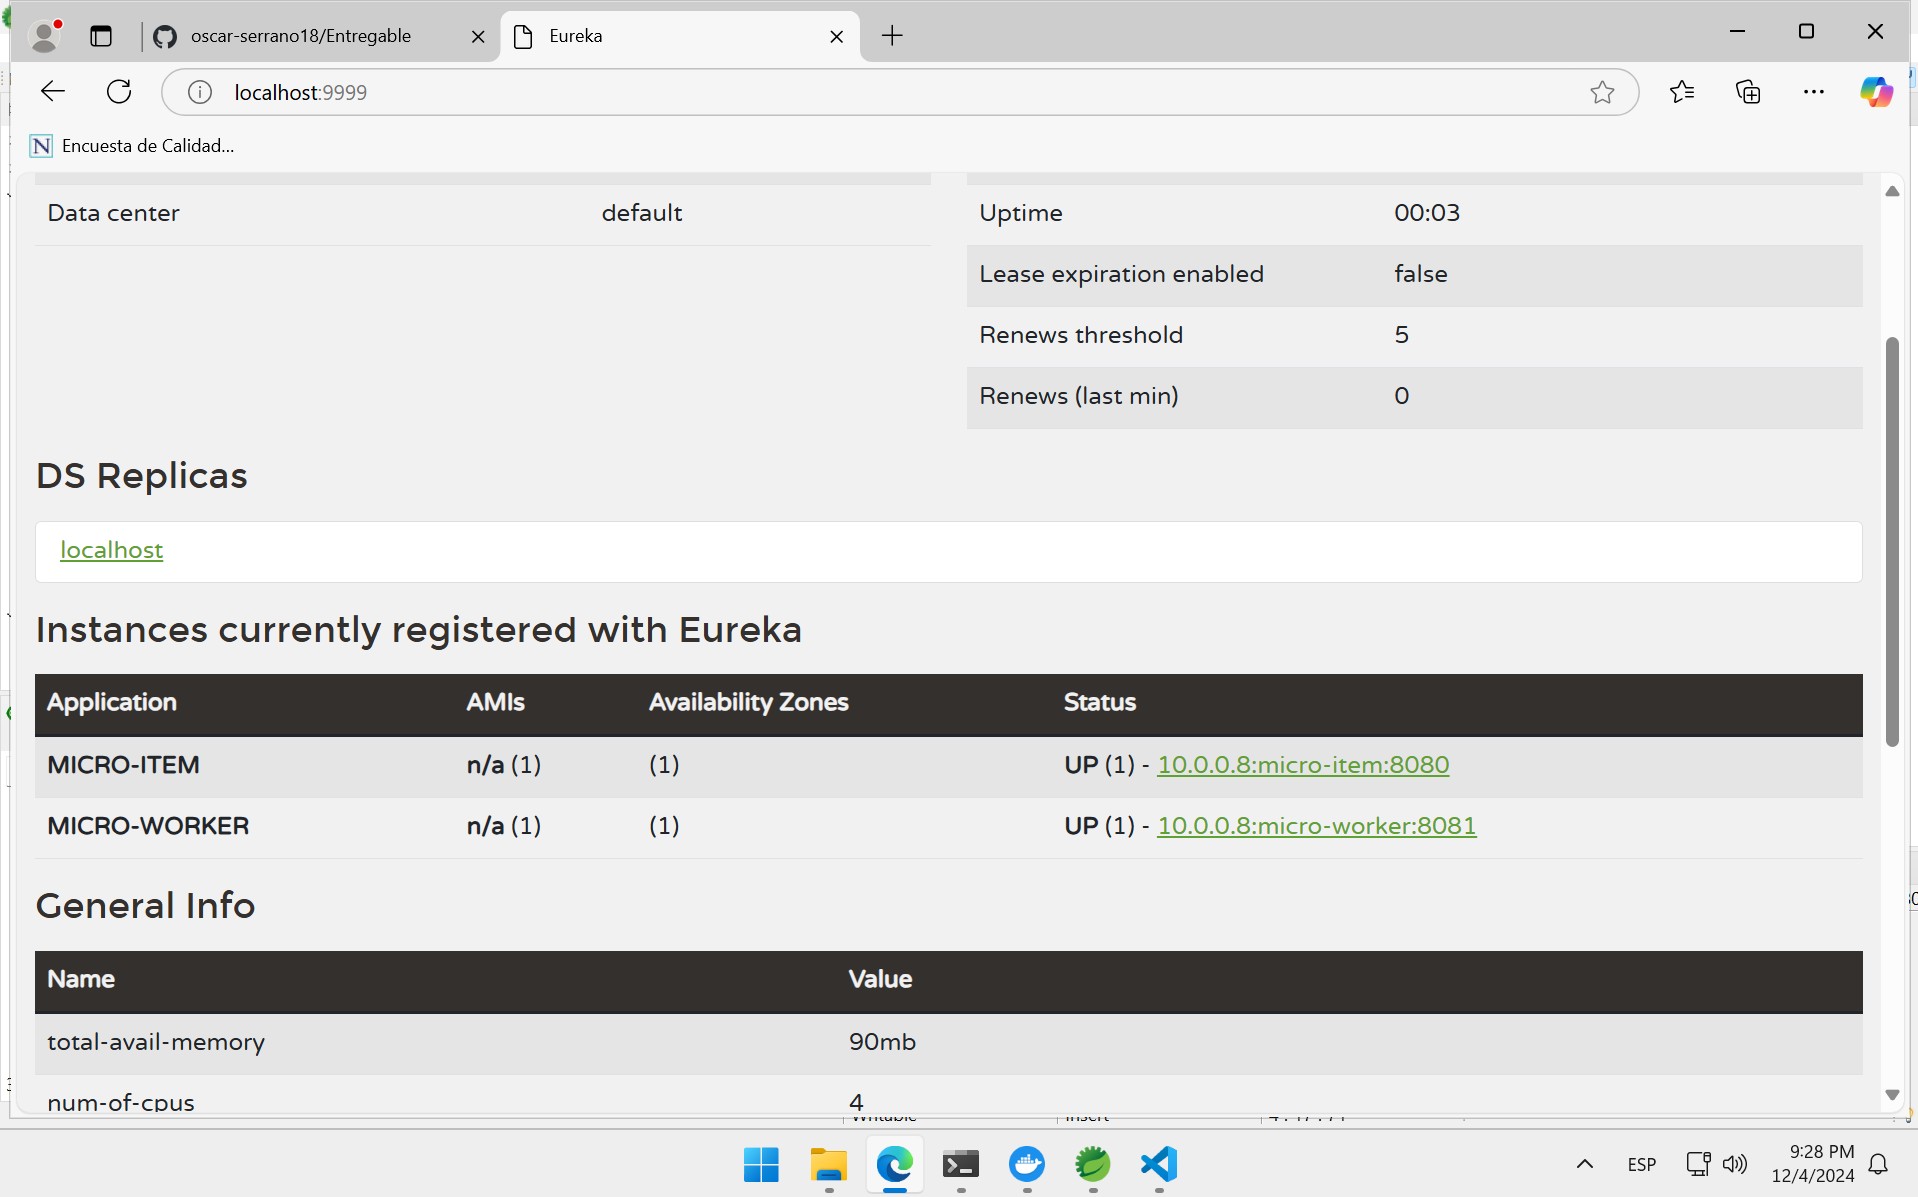 oscar-serrano18/Entregable
Eureka
localhost:9999
Encuesta de Calidad...
Data center default
Uptime 00:03
Lease expiration enabled false
Renews threshold 5
Renews (last min) 0
DS Replicas
localhost
Instances currently registered with Eureka
Application AMIs Availability Zones Status
MICRO-ITEM n/a (1) (1) UP (1) - 10.0.0.8:micro-item:8080
MICRO-WORKER n/a (1) (1) UP (1) - 10.0.0.8:micro-worker:8081
General Info
Name Value
total-avail-memory 90mb
num-of-cpus 4
Writable Insert
ESP
9:28 PM
12/4/2024